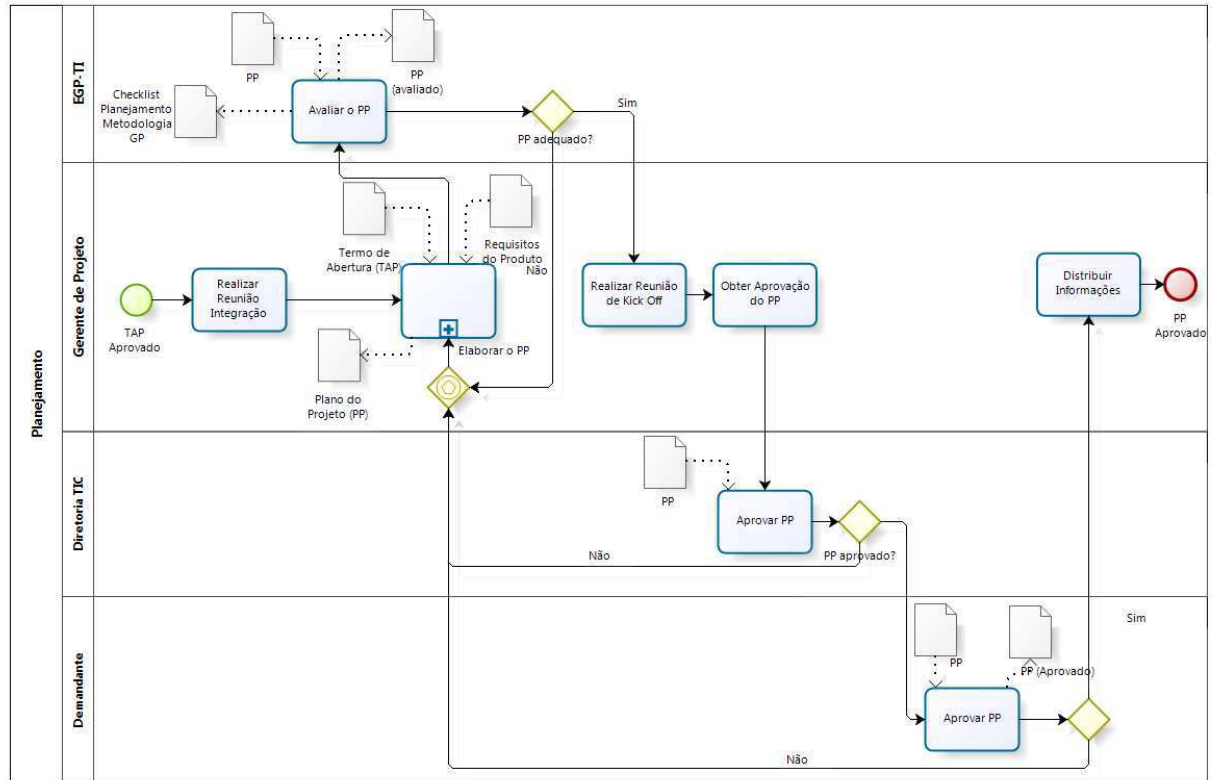 Planejamento
EGP-TI
PP
PP
(avaliado)
Checklist
Planejamento
Metodologia
GP
Avaliar o PP
Sim
PP adequado?
Gerente de Projeto
Termo de
Abertura (TAP)
Requisitos
do Produto
Não
TAP
Aprovado
Realizar
Reunião
Integração
Elaborar o PP
Plano do
Projeto (PP)
Realizar Reunião
de Kick Off
Obter Aprovação
do PP
Distribuir
Informações
PP
Aprovado
Diretoria TIC
PP
Aprovar PP
PP aprovado?
Não
Demandante
PP
PP (Aprovado)
Sim
Aprovar PP
Não